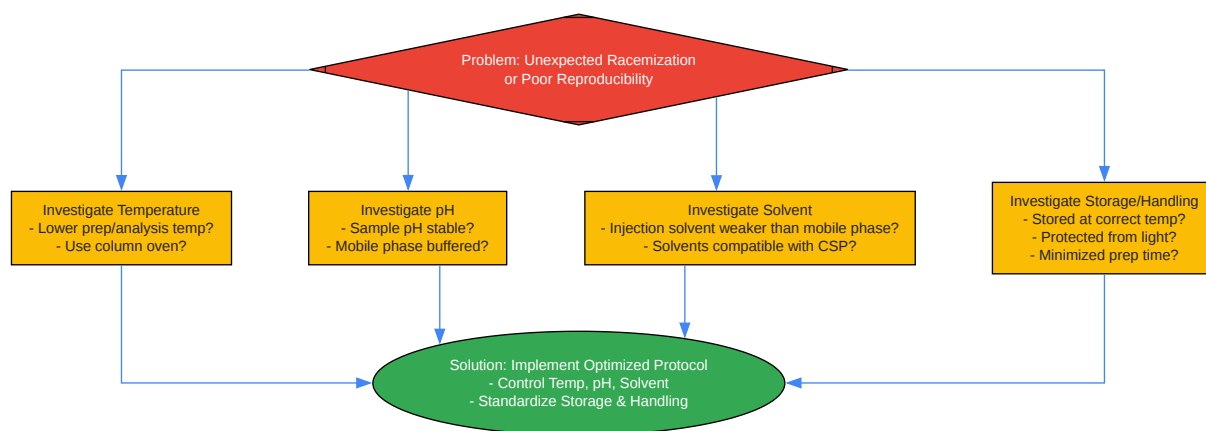 Problem: Unexpected Racemization
or Poor Reproducibility
Investigate Temperature
- Lower prep/analysis temp?
- Use column oven?
Investigate pH
- Sample pH stable?
- Mobile phase buffered?
Investigate Solvent
- Injection solvent weaker than mobile phase?
- Solvents compatible with CSP?
Investigate Storage/Handling
- Stored at correct temp?
- Protected from light?
- Minimized prep time?
Solution: Implement Optimized Protocol
- Control Temp, pH, Solvent
- Standardize Storage & Handling